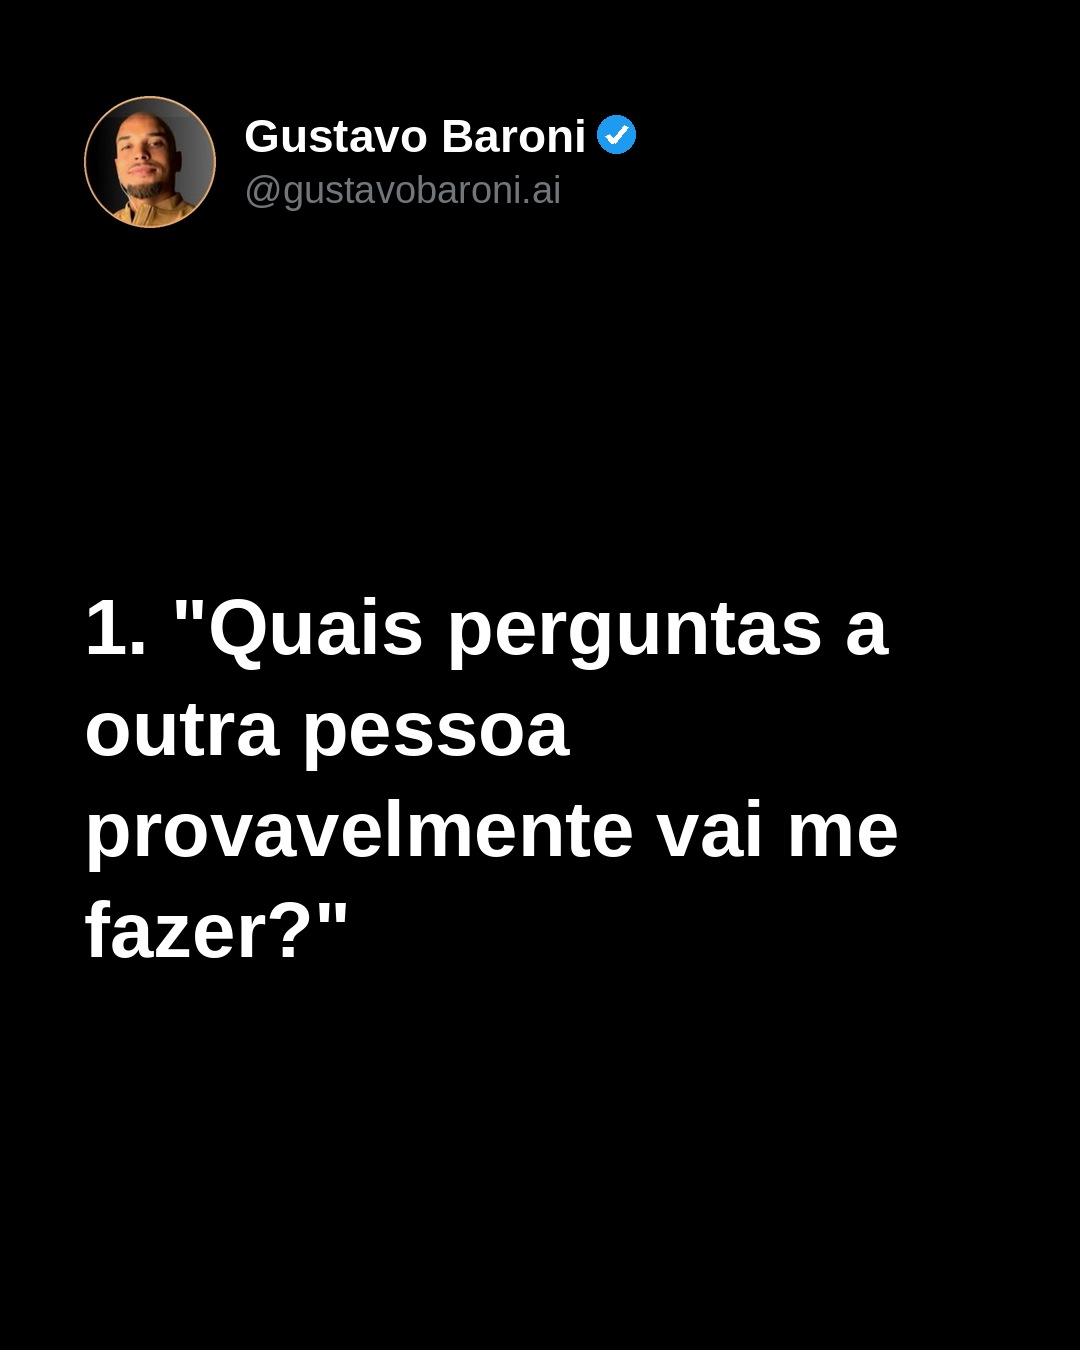 Gustavo Baroni
@gustavobaroni.ai
1. "Quais perguntas a
outra pessoa
provavelmente vai me
fazer?"